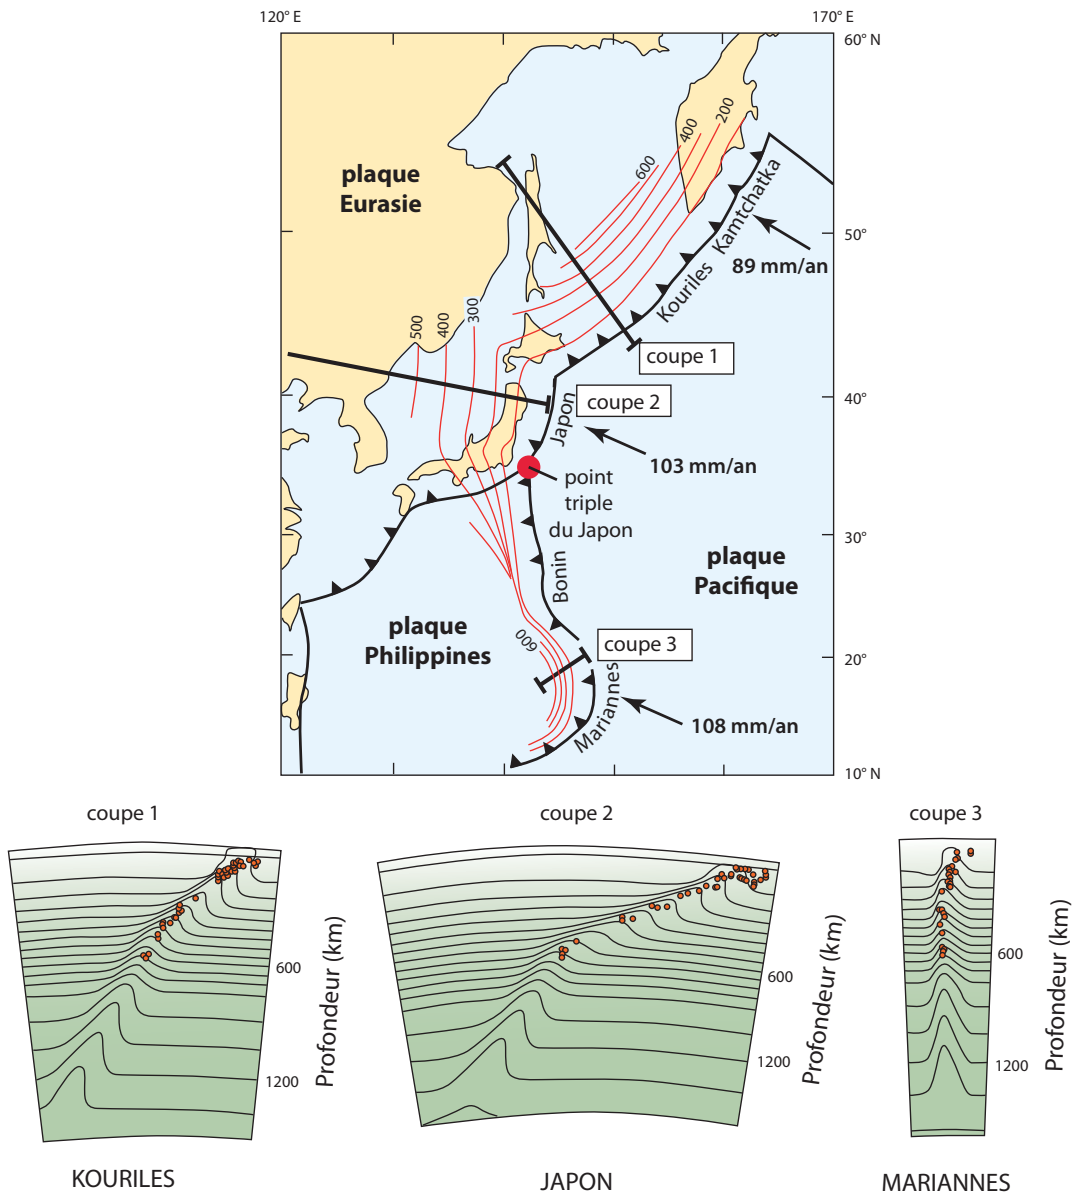 120° E
170° E
60° N
plaque
Eurasie
200
400
600
50°
Kamtchatka
89 mm/an
Kouriles
500
400
300
coupe 1
coupe 2
40°
Japon
103 mm/an
point
triple
du Japon
30°
Bonin
plaque
Pacifique
plaque
Philippines
600
coupe 3
20°
Mariannes
108 mm/an
10° N
coupe 1
coupe 2
coupe 3
600
1200
Profondeur (km)
600
1200
Profondeur (km)
600
1200
Profondeur (km)
KOURILES
JAPON
MARIANNES